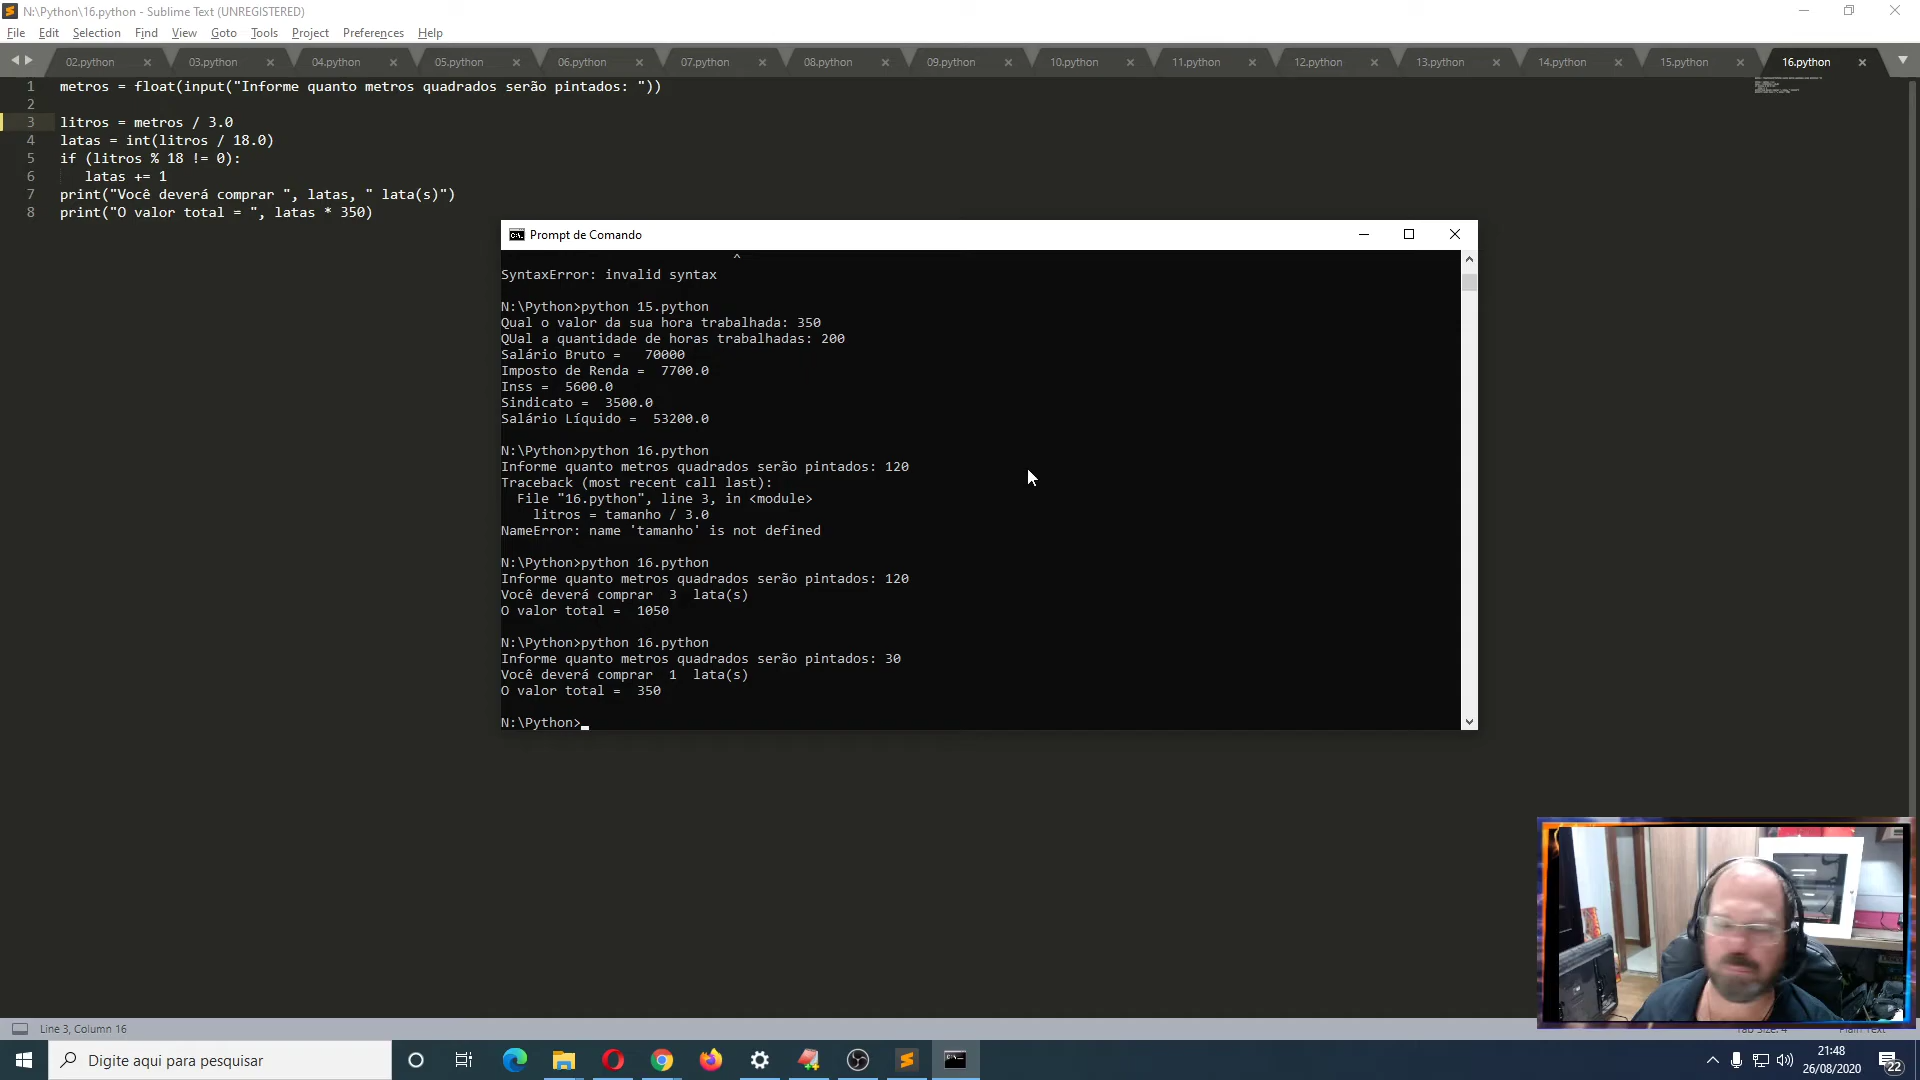 N:\Python\16.python - Sublime Text (UNREGISTERED)
File Edit Selection Find View Goto Tools Project Preferences Help
02.python 03.python 04.python 05.python 06.python 07.python 08.python 09.python 10.python 11.python 12.python 13.python 14.python 15.python 16.python
1 metros = float(input("Informe quanto metros quadrados serão pintados: "))
2
3 litros = metros / 3.0
4 latas = int(litros / 18.0)
5 if (litros % 18 != 0):
6 latas += 1
7 print("Você deverá comprar ", latas, " lata(s)")
8 print("O valor total = ", latas * 350)
Prompt de Comando
^
SyntaxError: invalid syntax
N:\Python>python 15.python
Qual o valor da sua hora trabalhada: 350
QUal a quantidade de horas trabalhadas: 200
Salário Bruto =   70000
Imposto de Renda =  7700.0
Inss =  5600.0
Sindicato =  3500.0
Salário Líquido =  53200.0
N:\Python>python 16.python
Informe quanto metros quadrados serão pintados: 120
Traceback (most recent call last):
File "16.python", line 3, in <module>
litros = tamanho / 3.0
NameError: name 'tamanho' is not defined
N:\Python>python 16.python
Informe quanto metros quadrados serão pintados: 120
Você deverá comprar  3  lata(s)
O valor total =  1050
N:\Python>python 16.python
Informe quanto metros quadrados serão pintados: 30
Você deverá comprar  1  lata(s)
O valor total =  350
N:\Python>
Line 3, Column 16
Digite aqui para pesquisar
21:48
26/08/2020
22